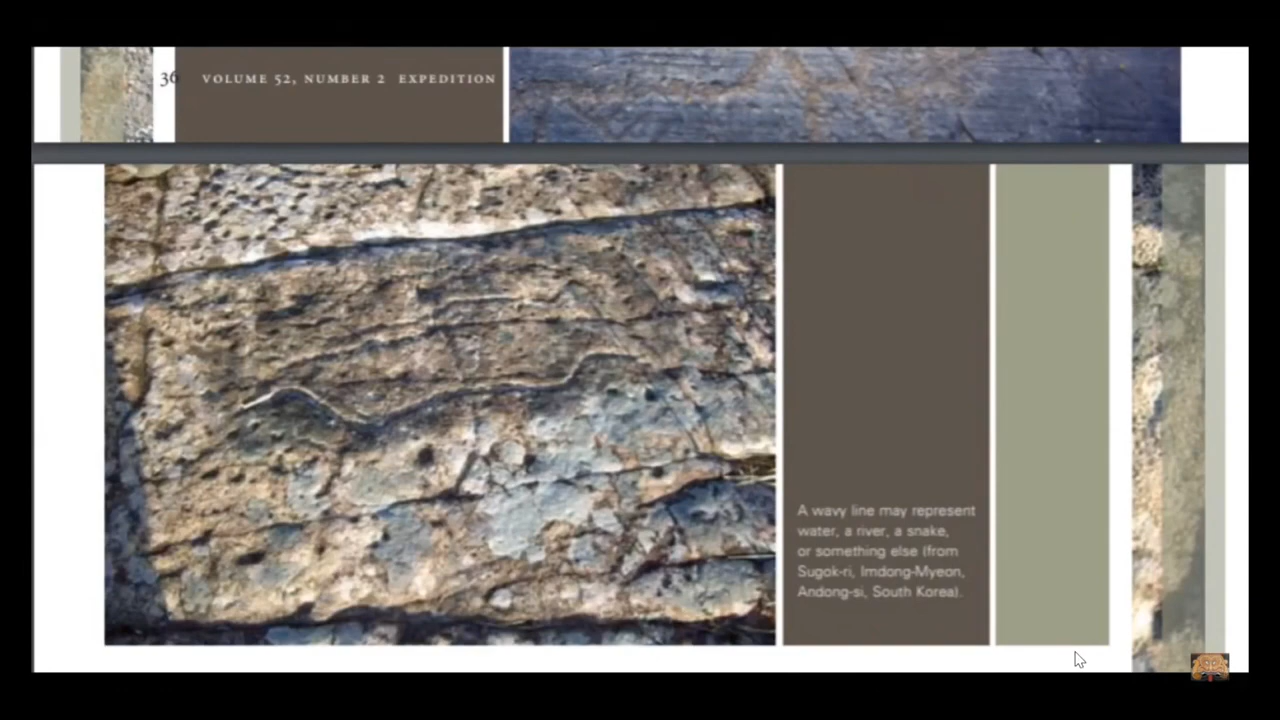 36 VOLUME 52, NUMBER 2 EXPEDITION
A wavy line may represent
water, a river, a snake,
or something else (from
Sugok-ri, Imdong-Myeon,
Andong-si, South Korea).